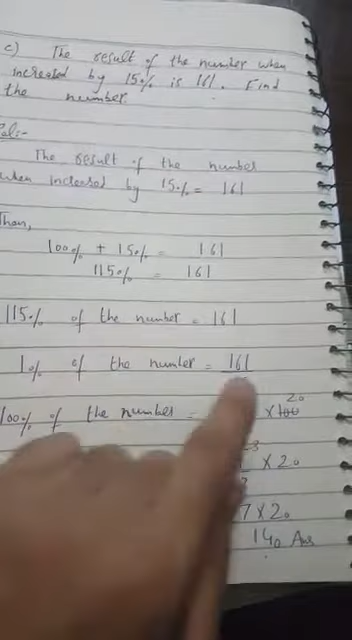 c) The result of the number when
increased by 15% is 161. Find
the number.
Sol:-
The result of the number
when increased by 15% = 161
Then,
100% + 15% = 161
115% = 161
115% of the number = 161
1% of the number = 161
100% of the number = × 100 20
× 20
7 × 20
140 Ans